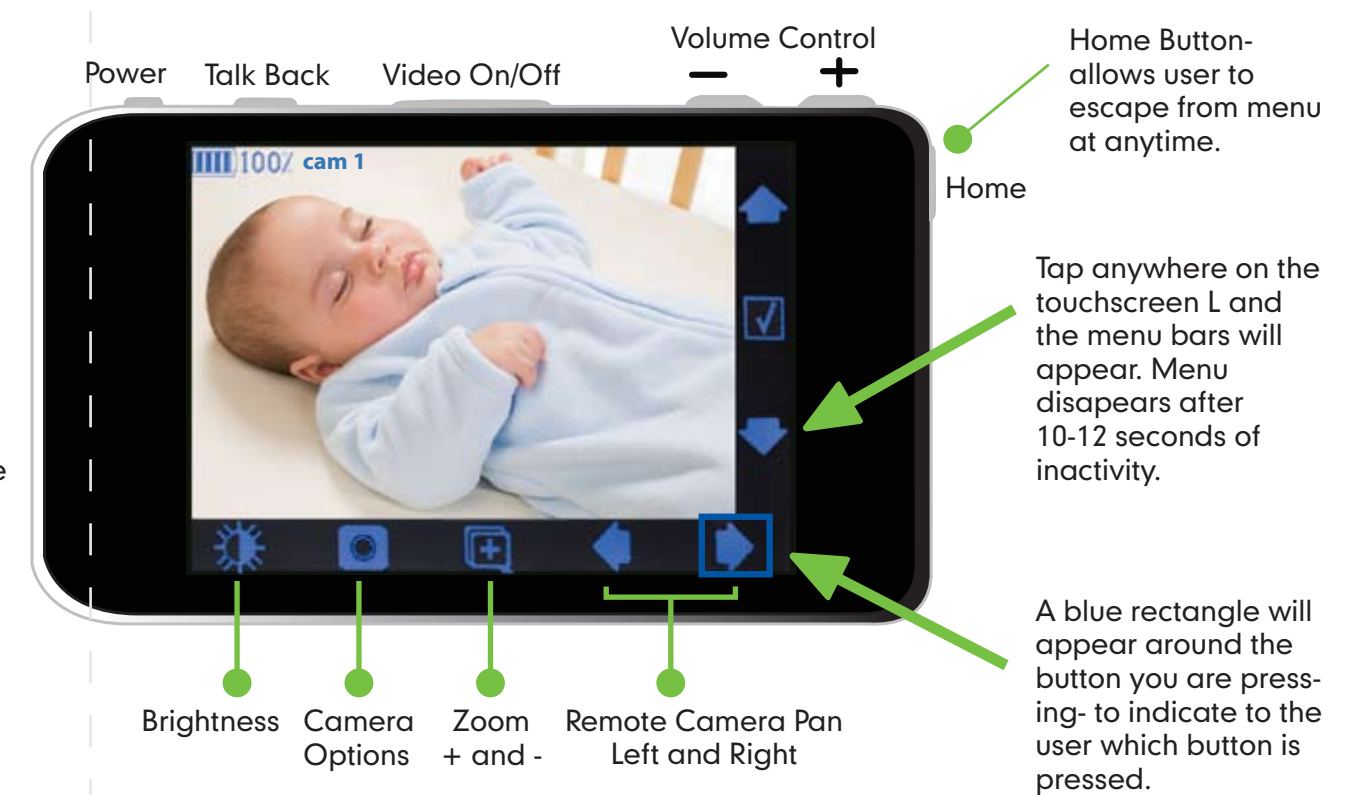 Power
Talk Back
Video On/Off
Volume Control
− +
Home Button-
allows user to
escape from menu
at anytime.
Home
100% cam 1
Tap anywhere on the
touchscreen L and
the menu bars will
appear. Menu
disapears after
10-12 seconds of
inactivity.
e
A blue rectangle will
appear around the
button you are press-
ing- to indicate to the
user which button is
pressed.
Brightness
Camera
Options
Zoom
+ and -
Remote Camera Pan
Left and Right